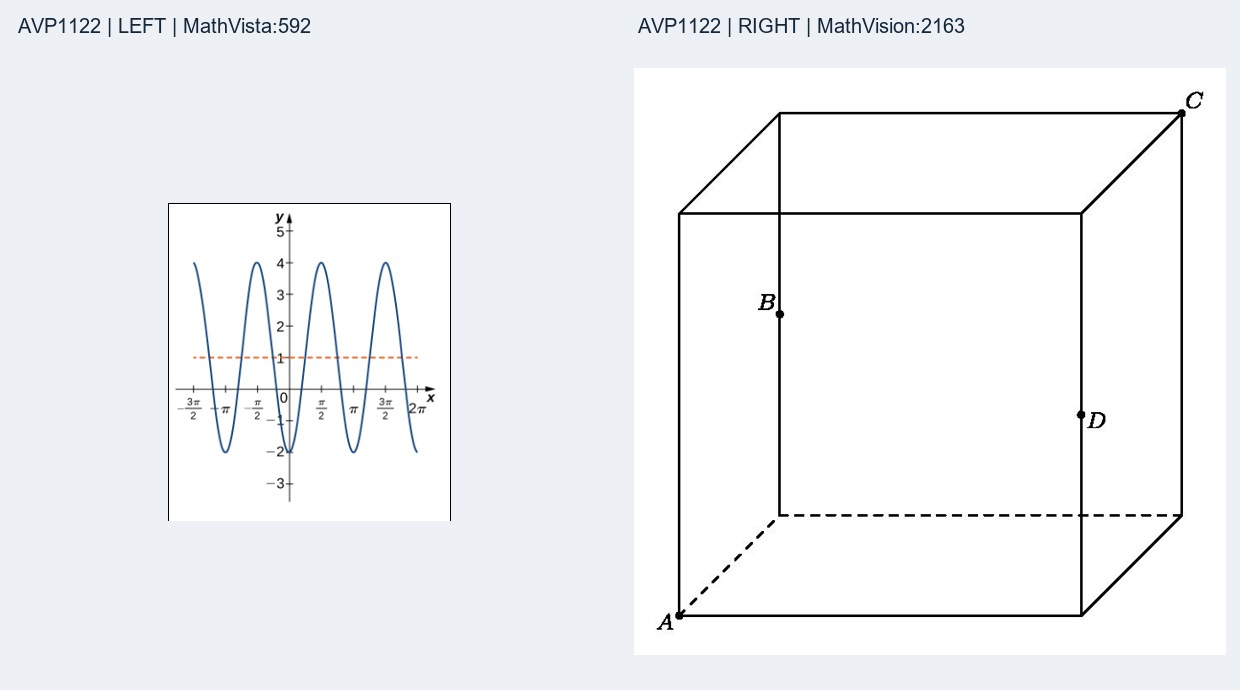 AVP1122 | LEFT | MathVista:592
y
5
4
3
2
1
0
−1
−2
−3
−3π/2
−π
−π/2
π/2
π
3π/2
2π
x
AVP1122 | RIGHT | MathVision:2163
C
B
D
A